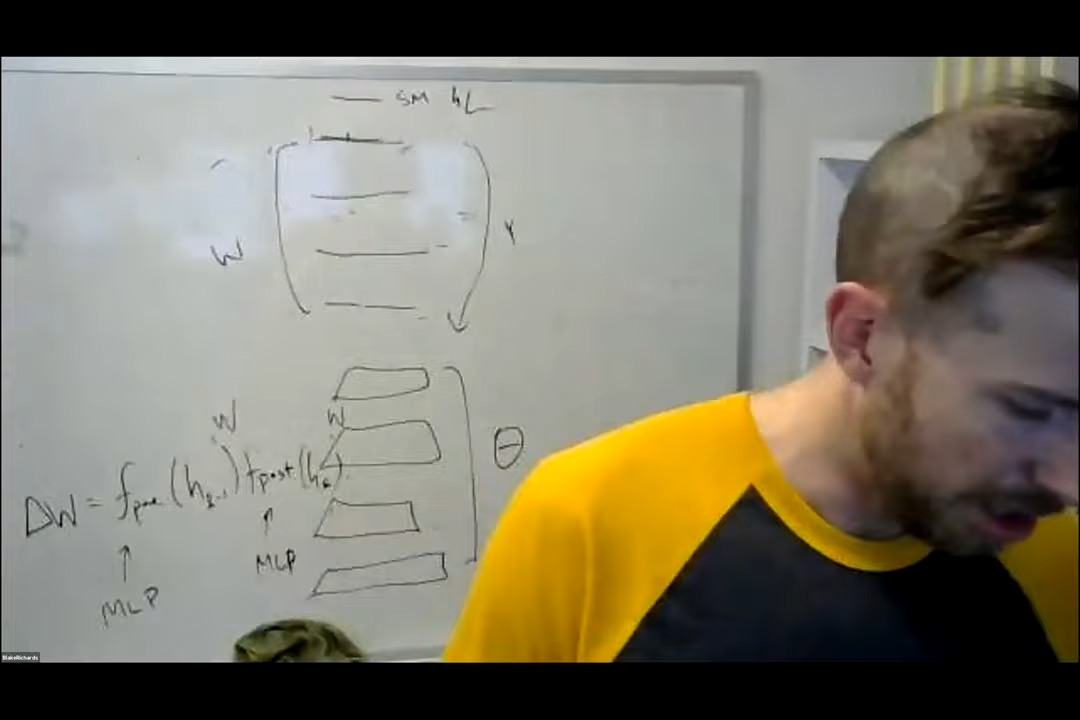 SM hL
W
Y
W
W
θ
ΔW = fpre.(hℓ-1) fpost.(hℓ).
MLP
MLP
BlakeRichards